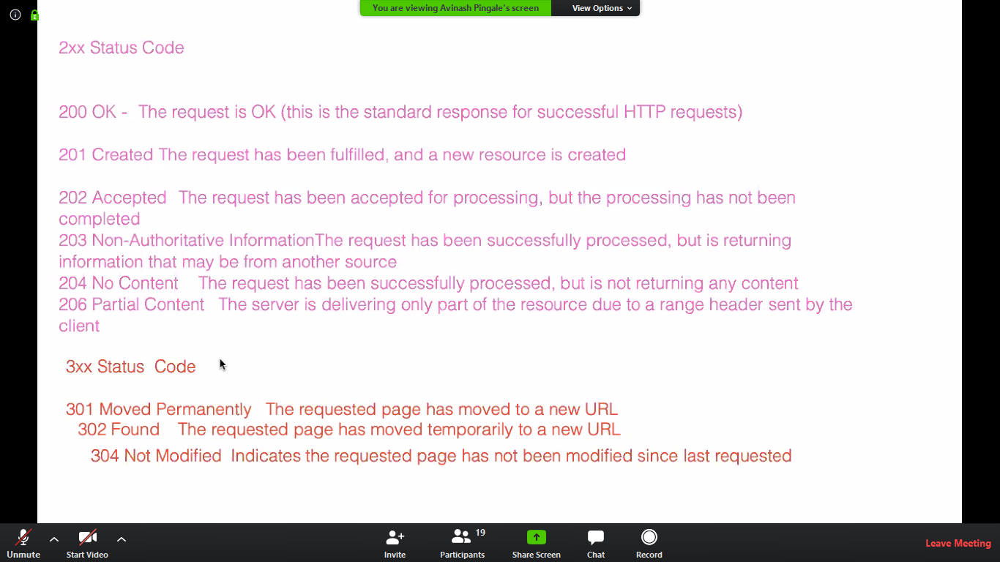 You are viewing Avinash Pingale's screen
View Options
2xx Status Code
200 OK - The request is OK (this is the standard response for successful HTTP requests)
201 Created The request has been fulfilled, and a new resource is created
202 Accepted The request has been accepted for processing, but the processing has not been
completed
203 Non-Authoritative InformationThe request has been successfully processed, but is returning
information that may be from another source
204 No Content The request has been successfully processed, but is not returning any content
206 Partial Content The server is delivering only part of the resource due to a range header sent by the
client
3xx Status Code
301 Moved Permanently The requested page has moved to a new URL
302 Found The requested page has moved temporarily to a new URL
304 Not Modified Indicates the requested page has not been modified since last requested
19
Unmute Start Video Invite Participants Share Screen Chat Record Leave Meeting